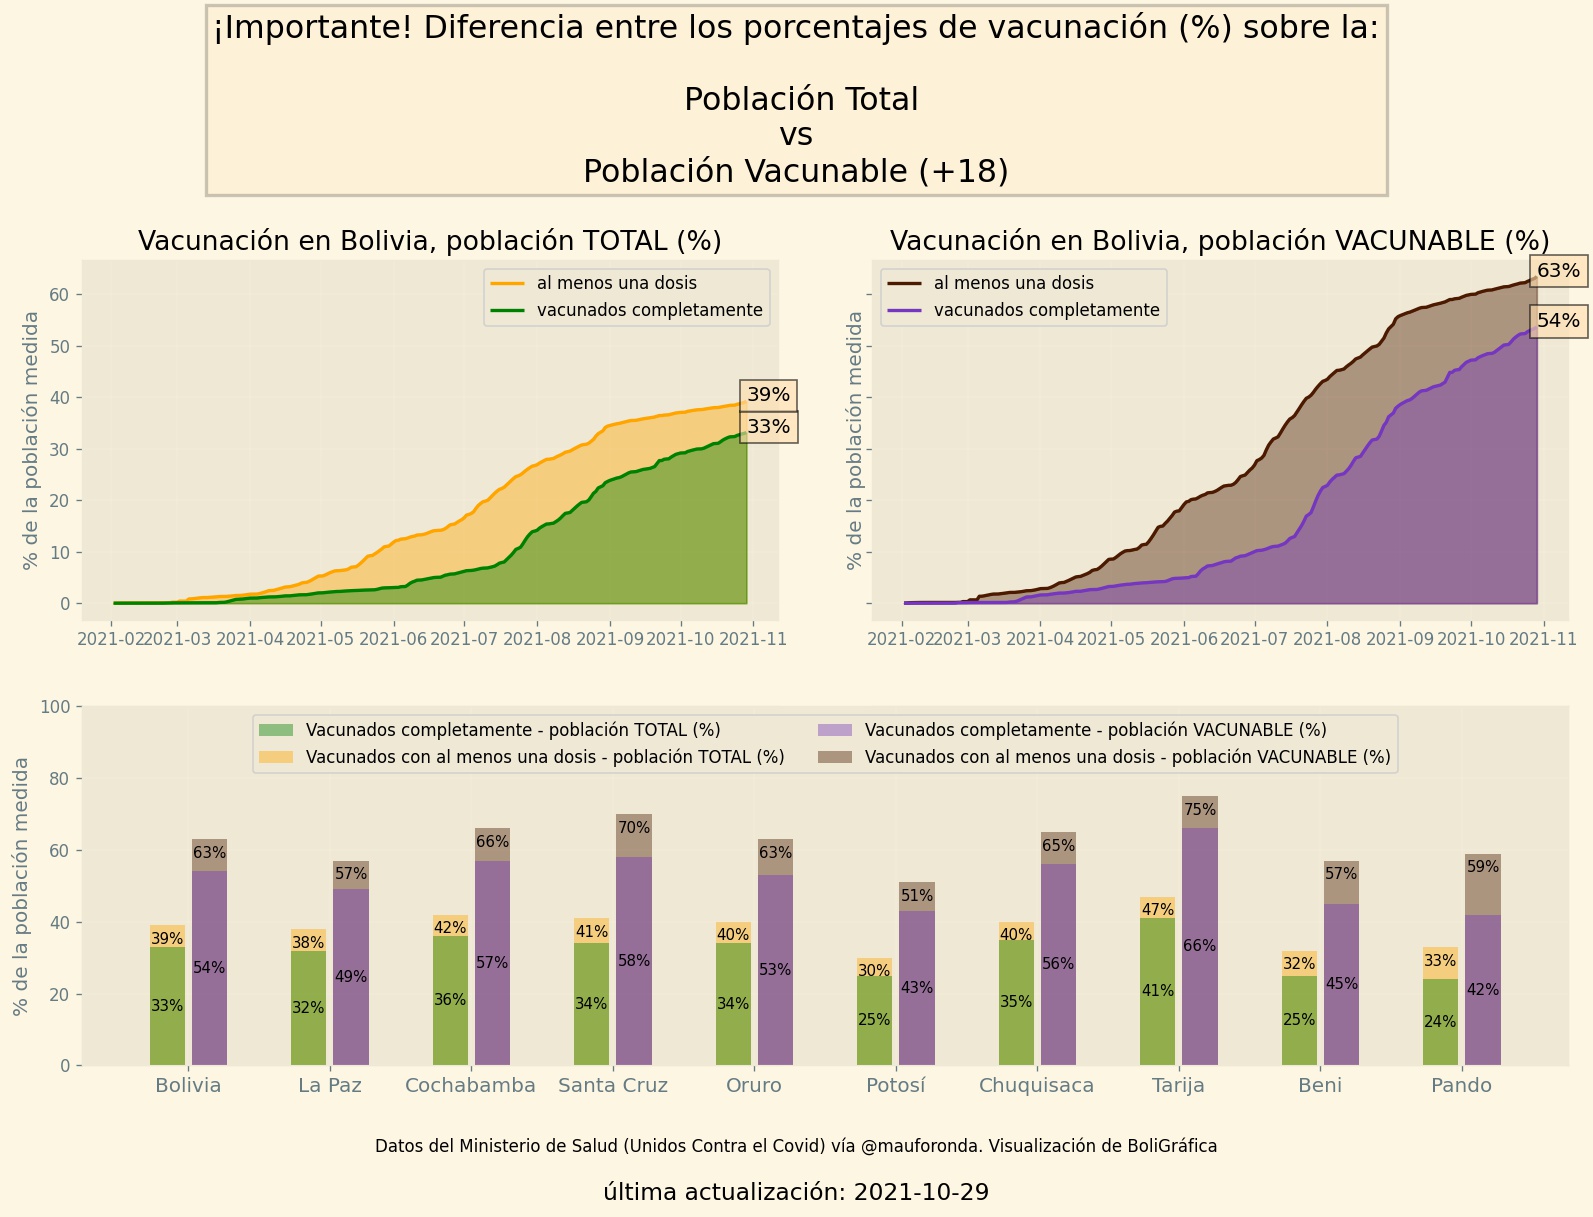 ¡Importante! Diferencia entre los porcentajes de vacunación (%) sobre la:
Población Total
vs
Población Vacunable (+18)
Vacunación en Bolivia, población TOTAL (%)
% de la población medida
60
50
40
30
20
10
0
al menos una dosis
vacunados completamente
39%
33%
2021-02 2021-03 2021-04 2021-05 2021-06 2021-07 2021-08 2021-09 2021-10 2021-11
Vacunación en Bolivia, población VACUNABLE (%)
% de la población medida
al menos una dosis
vacunados completamente
63%
54%
2021-02 2021-03 2021-04 2021-05 2021-06 2021-07 2021-08 2021-09 2021-10 2021-11
% de la población medida
100
80
60
40
20
0
Vacunados completamente - población TOTAL (%)
Vacunados con al menos una dosis - población TOTAL (%)
Vacunados completamente - población VACUNABLE (%)
Vacunados con al menos una dosis - población VACUNABLE (%)
39% 33% 63% 54%
38% 32% 57% 49%
42% 36% 66% 57%
41% 34% 70% 58%
40% 34% 63% 53%
30% 25% 51% 43%
40% 35% 65% 56%
47% 41% 75% 66%
32% 25% 57% 45%
33% 24% 59% 42%
Bolivia La Paz Cochabamba Santa Cruz Oruro Potosí Chuquisaca Tarija Beni Pando
Datos del Ministerio de Salud (Unidos Contra el Covid) vía @mauforonda. Visualización de BoliGráfica
última actualización: 2021-10-29